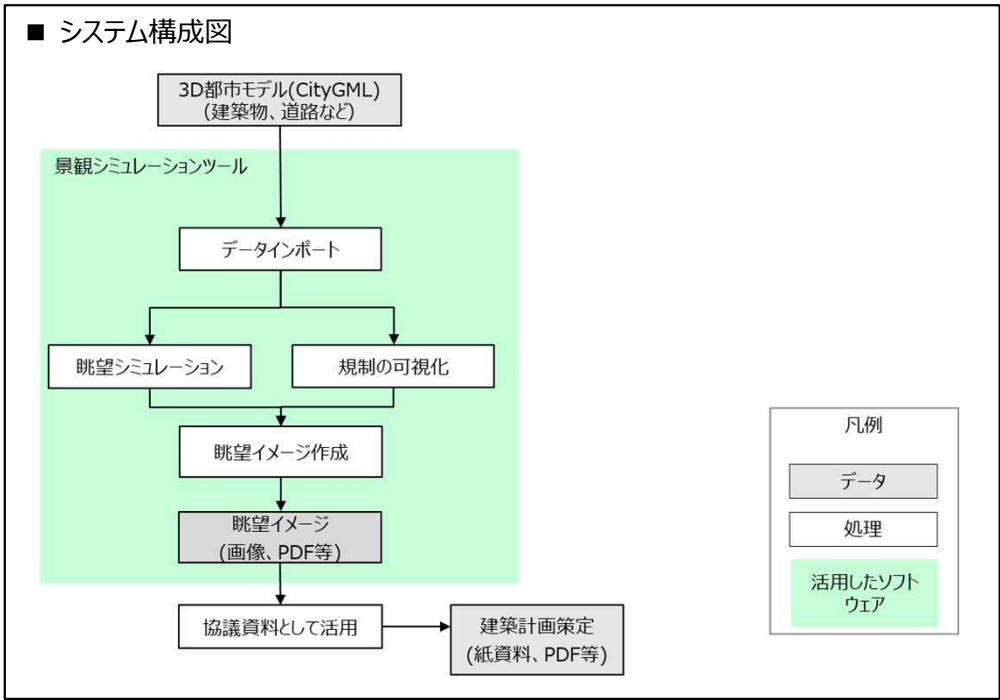 ■ システム構成図
3D都市モデル(CityGML)
(建築物、道路など)
景観シミュレーションツール
データインポート
眺望シミュレーション
規制の可視化
眺望イメージ作成
眺望イメージ
(画像、PDF等)
協議資料として活用
建築計画策定
(紙資料、PDF等)
凡例
データ
処理
活用したソフト
ウェア